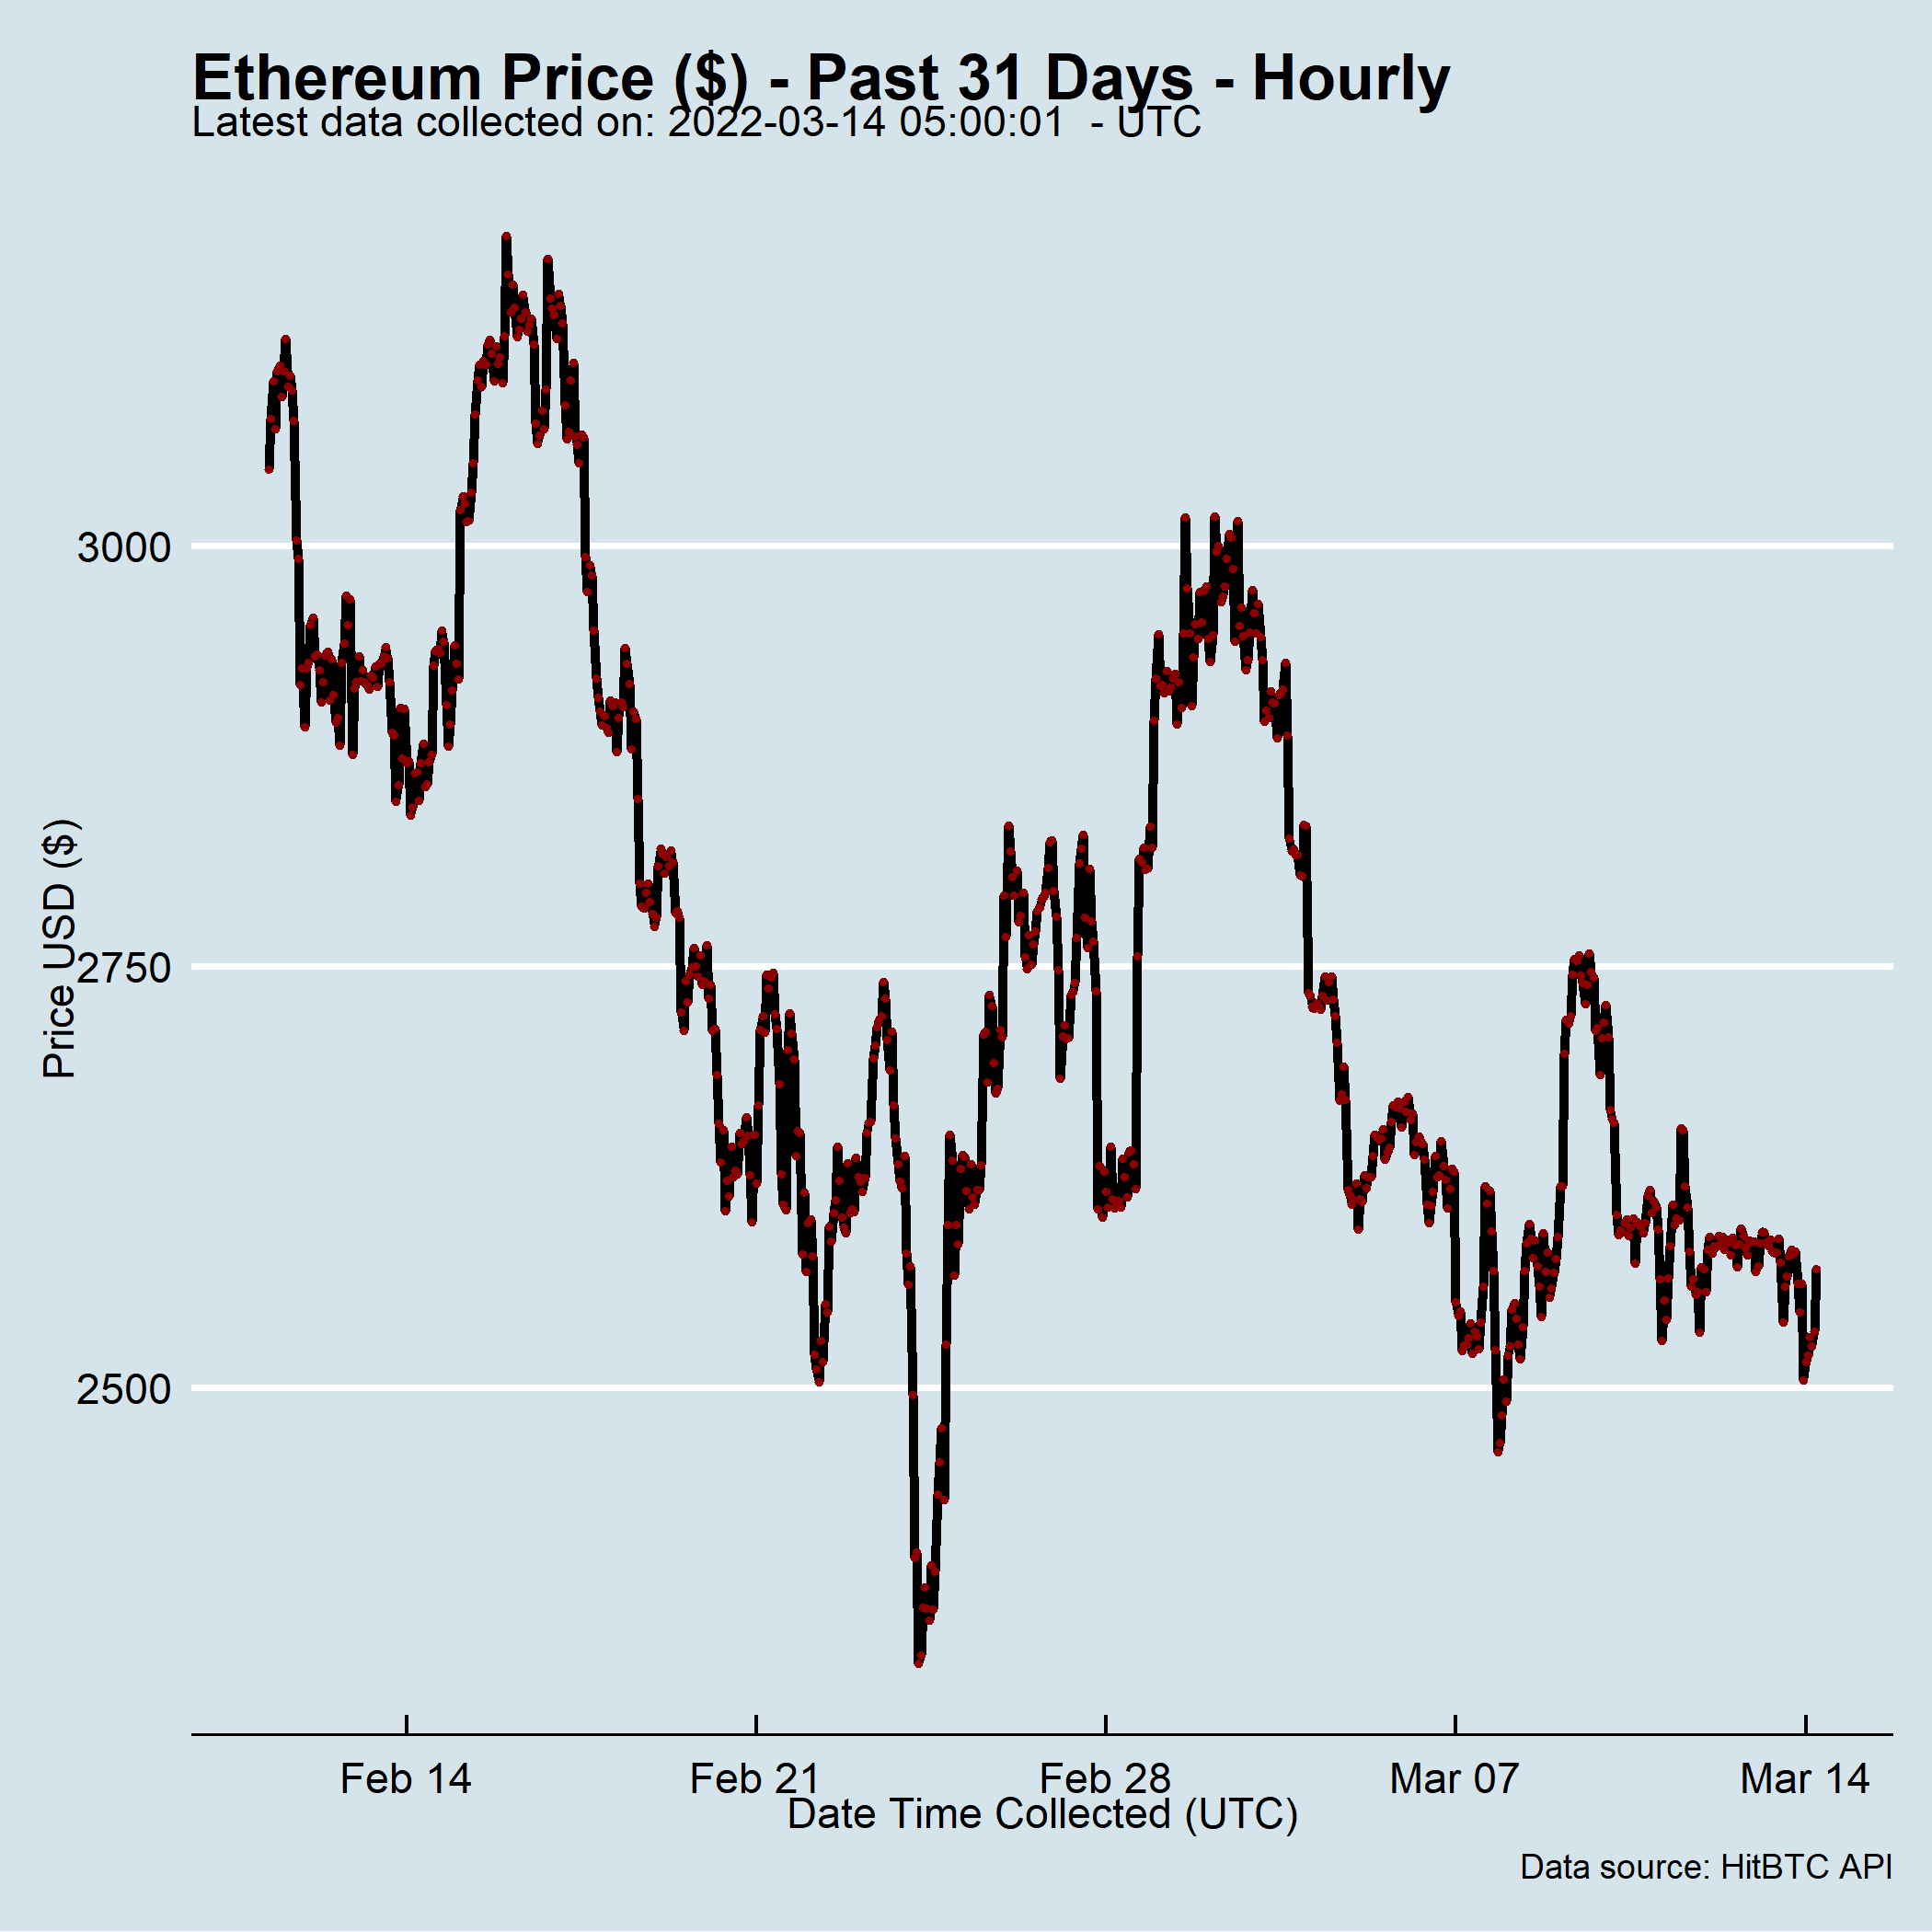 Ethereum Price ($) - Past 31 Days - Hourly
Latest data collected on: 2022-03-14 05:00:01  - UTC
3000
2750
2500
Price USD ($)
Feb 14
Feb 21
Feb 28
Mar 07
Mar 14
Date Time Collected (UTC)
Data source: HitBTC API